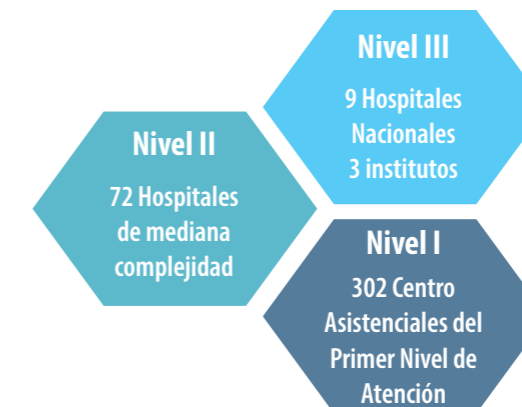 Nivel III
9 Hospitales
Nacionales
3 institutos
Nivel II
72 Hospitales
de mediana
complejidad
Nivel I
302 Centro
Asistenciales del
Primer Nivel de
Atención